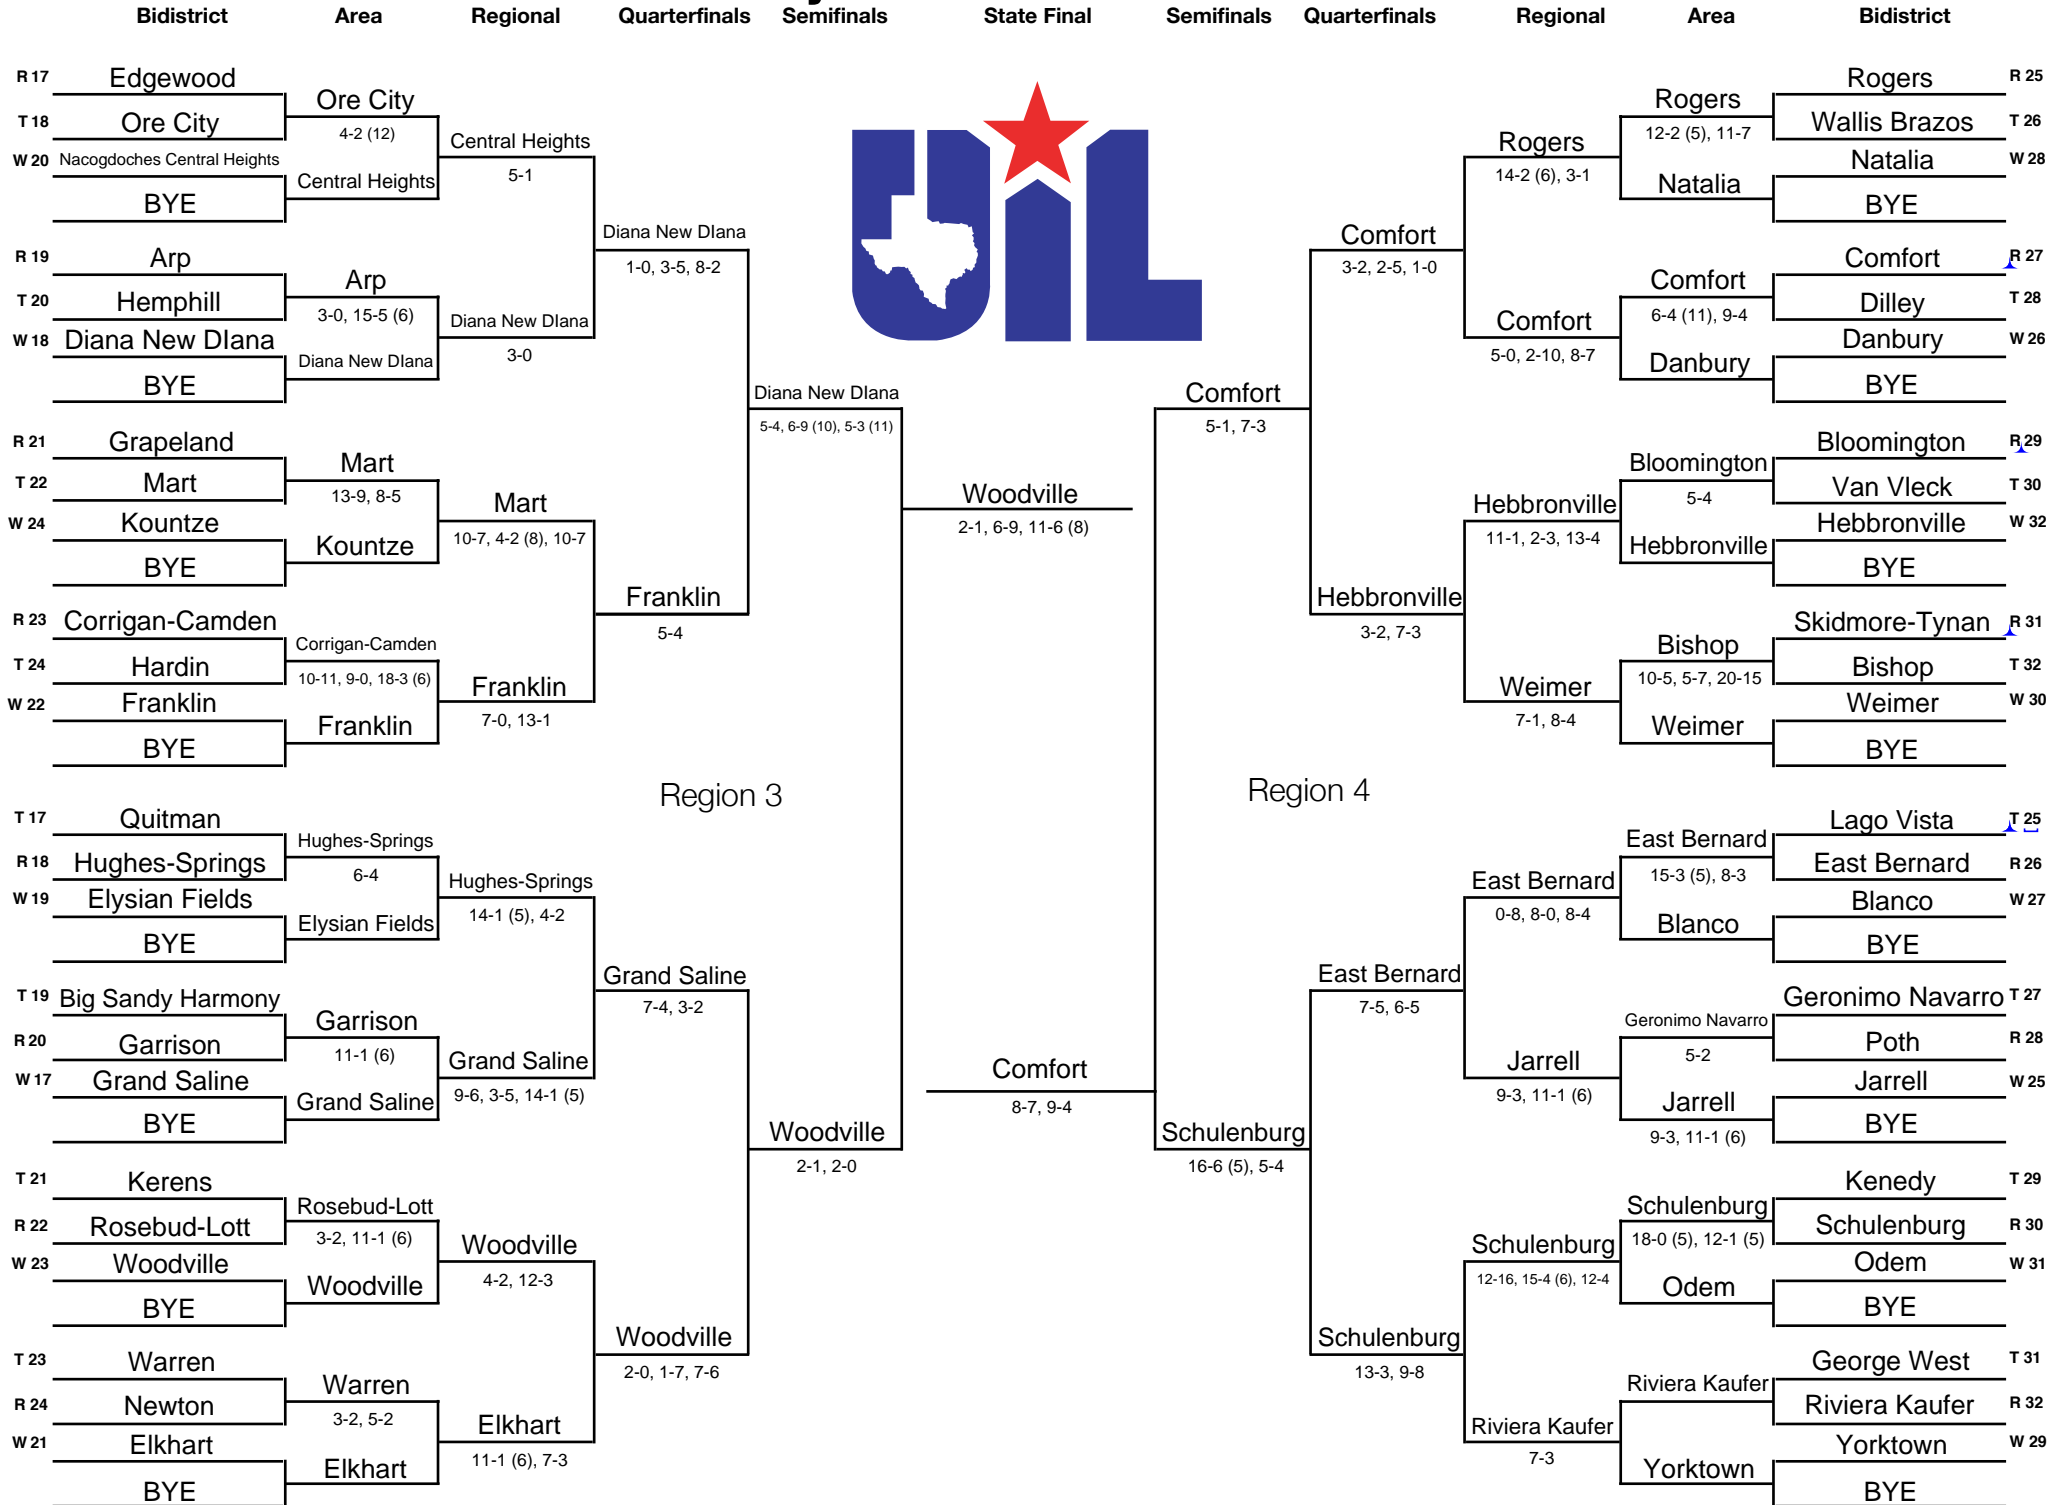 Bidistrict Area Regional Quarterfinals Semifinals State Final Semifinals Quarterfinals Regional Area Bidistrict
R 17 Edgewood
Ore City
T 18 Ore City
4-2 (12)
Central Heights
W 20 Nacogdoches Central Heights
5-1
Central Heights
BYE
Diana New DIana
1-0, 3-5, 8-2
R 19 Arp
Arp
T 20 Hemphill
3-0, 15-5 (6)
Diana New DIana
W 18 Diana New DIana
3-0
Diana New DIana
BYE
Diana New DIana
5-4, 6-9 (10), 5-3 (11)
R 21 Grapeland
Mart
T 22 Mart
13-9, 8-5
Mart
W 24 Kountze
10-7, 4-2 (8), 10-7
Kountze
BYE
Franklin
5-4
R 23 Corrigan-Camden
Corrigan-Camden
T 24 Hardin
10-11, 9-0, 18-3 (6)
Franklin
W 22 Franklin
7-0, 13-1
Franklin
BYE
Region 3
Woodville
2-1, 6-9, 11-6 (8)
T 17 Quitman
Hughes-Springs
R 18 Hughes-Springs
6-4
Hughes-Springs
W 19 Elysian Fields
14-1 (5), 4-2
Elysian Fields
BYE
Grand Saline
7-4, 3-2
T 19 Big Sandy Harmony
Garrison
R 20 Garrison
11-1 (6)
Grand Saline
W 17 Grand Saline
9-6, 3-5, 14-1 (5)
Grand Saline
BYE
Woodville
2-1, 2-0
T 21 Kerens
Rosebud-Lott
R 22 Rosebud-Lott
3-2, 11-1 (6)
Woodville
W 23 Woodville
4-2, 12-3
Woodville
BYE
Woodville
2-0, 1-7, 7-6
T 23 Warren
Warren
R 24 Newton
3-2, 5-2
Elkhart
W 21 Elkhart
11-1 (6), 7-3
Elkhart
BYE
UIL
Rogers R 25
Rogers
Wallis Brazos T 26
12-2 (5), 11-7
Rogers
Natalia W 28
14-2 (6), 3-1
Natalia
BYE
Comfort
3-2, 2-5, 1-0
Comfort R 27
Comfort
Dilley T 28
6-4 (11), 9-4
Comfort
Danbury W 26
5-0, 2-10, 8-7
Danbury
BYE
Comfort
5-1, 7-3
Bloomington R 29
Bloomington
Van Vleck T 30
5-4
Hebbronville
Hebbronville W 32
11-1, 2-3, 13-4
Hebbronville
BYE
Hebbronville
3-2, 7-3
Skidmore-Tynan R 31
Bishop
Bishop T 32
10-5, 5-7, 20-15
Weimer
Weimer W 30
7-1, 8-4
Weimer
BYE
Region 4
Comfort
8-7, 9-4
Lago Vista T 25
East Bernard
East Bernard R 26
15-3 (5), 8-3
East Bernard
Blanco W 27
0-8, 8-0, 8-4
Blanco
BYE
East Bernard
7-5, 6-5
Geronimo Navarro T 27
Geronimo Navarro
Poth R 28
5-2
Jarrell
Jarrell W 25
9-3, 11-1 (6)
Jarrell
BYE
9-3, 11-1 (6)
Schulenburg
16-6 (5), 5-4
Kenedy T 29
Schulenburg
Schulenburg R 30
18-0 (5), 12-1 (5)
Schulenburg
Odem W 31
12-16, 15-4 (6), 12-4
Odem
BYE
Schulenburg
13-3, 9-8
George West T 31
Riviera Kaufer
Riviera Kaufer R 32
Riviera Kaufer
Yorktown W 29
7-3
Yorktown
BYE